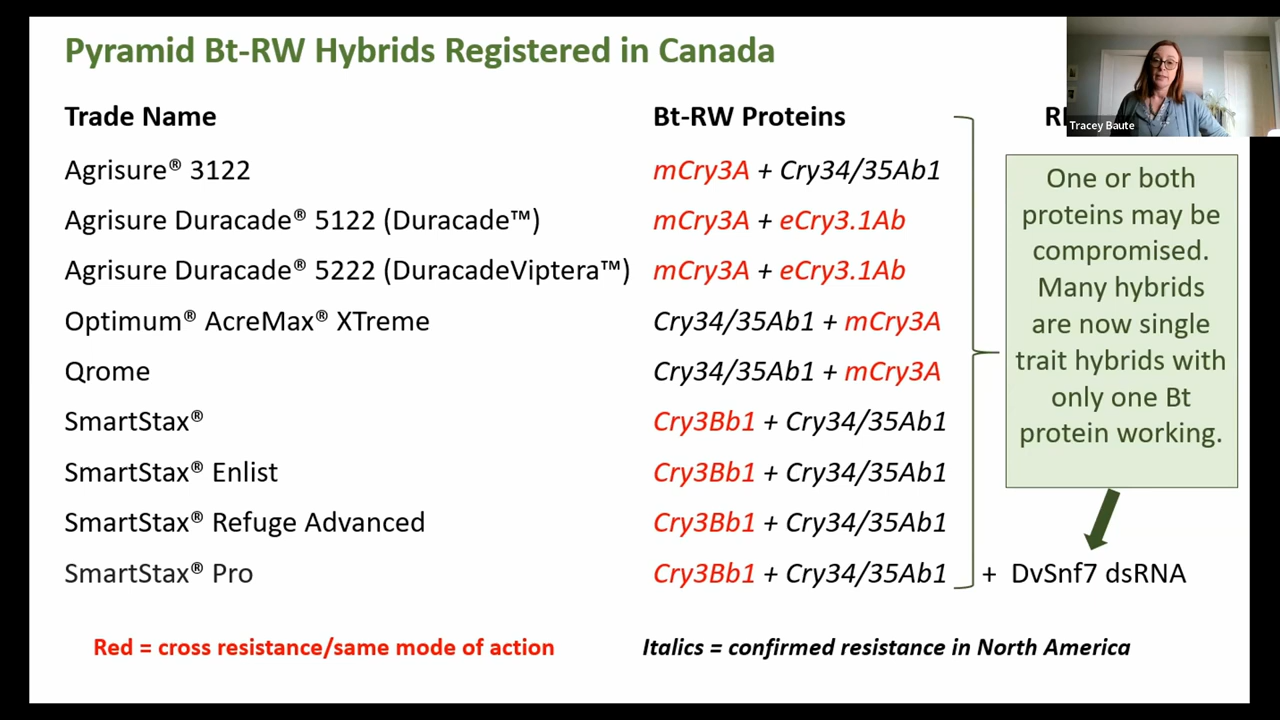 Pyramid Bt-RW Hybrids Registered in Canada
Tracey Baute
Trade Name Bt-RW Proteins
Agrisure® 3122 mCry3A + Cry34/35Ab1
Agrisure Duracade® 5122 (Duracade™) mCry3A + eCry3.1Ab
Agrisure Duracade® 5222 (DuracadeViptera™) mCry3A + eCry3.1Ab
Optimum® AcreMax® XTreme Cry34/35Ab1 + mCry3A
Qrome Cry34/35Ab1 + mCry3A
SmartStax® Cry3Bb1 + Cry34/35Ab1
SmartStax® Enlist Cry3Bb1 + Cry34/35Ab1
SmartStax® Refuge Advanced Cry3Bb1 + Cry34/35Ab1
SmartStax® Pro Cry3Bb1 + Cry34/35Ab1 + DvSnf7 dsRNA
One or both
proteins may be
compromised.
Many hybrids
are now single
trait hybrids with
only one Bt
protein working.
Red = cross resistance/same mode of action
Italics = confirmed resistance in North America